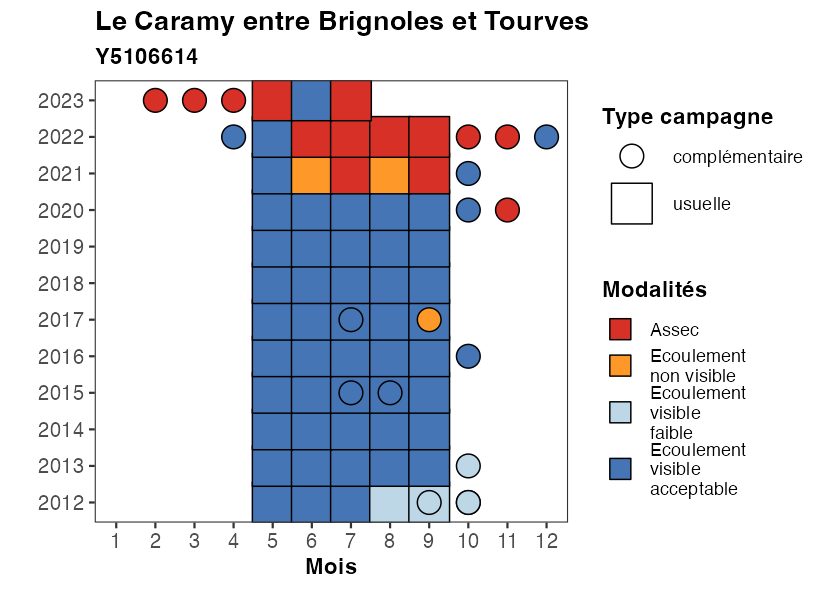 Le Caramy entre Brignoles et Tourves
Y5106614
2023
2022
2021
2020
2019
2018
2017
2016
2015
2014
2013
2012
1 2 3 4 5 6 7 8 9 10 11 12
Mois
Type campagne
complémentaire
usuelle
Modalités
Assec
Ecoulement
non visible
Ecoulement
visible
faible
Ecoulement
visible
acceptable